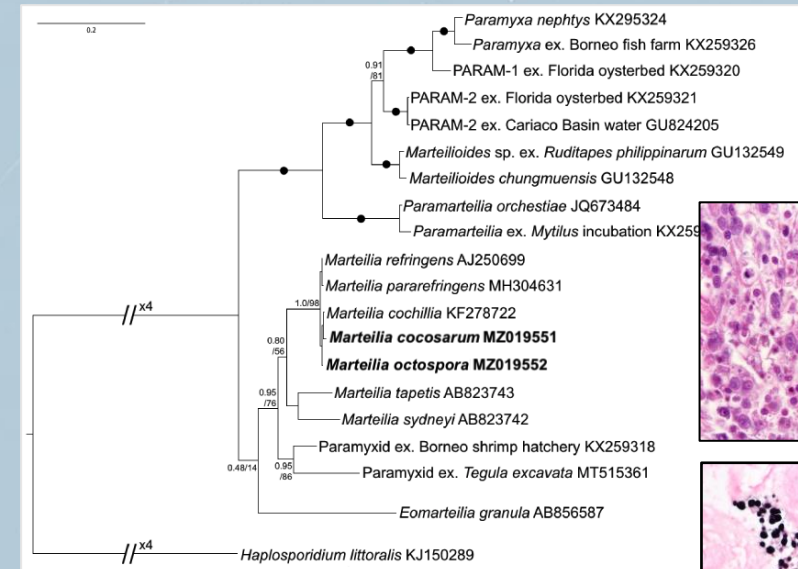 0.2
Paramyxa nephtys KX295324
Paramyxa ex. Borneo fish farm KX259326
0.91
/81
PARAM-1 ex. Florida oysterbed KX259320
PARAM-2 ex. Florida oysterbed KX259321
PARAM-2 ex. Cariaco Basin water GU824205
Marteilioides sp. ex. Ruditapes philippinarum GU132549
Marteilioides chungmuensis GU132548
Paramarteilia orchestiae JQ673484
Paramarteilia ex. Mytilus incubation KX259
Marteilia refringens AJ250699
Marteilia pararefringens MH304631
x4
1.0/98
Marteilia cochillia KF278722
Marteilia cocosarum MZ019551
0.80
/56
Marteilia octospora MZ019552
0.95
/76
Marteilia tapetis AB823743
Marteilia sydneyi AB823742
Paramyxid ex. Borneo shrimp hatchery KX259318
0.48/14
0.95
/86
Paramyxid ex. Tegula excavata MT515361
Eomarteilia granula AB856587
x4
Haplosporidium littoralis KJ150289